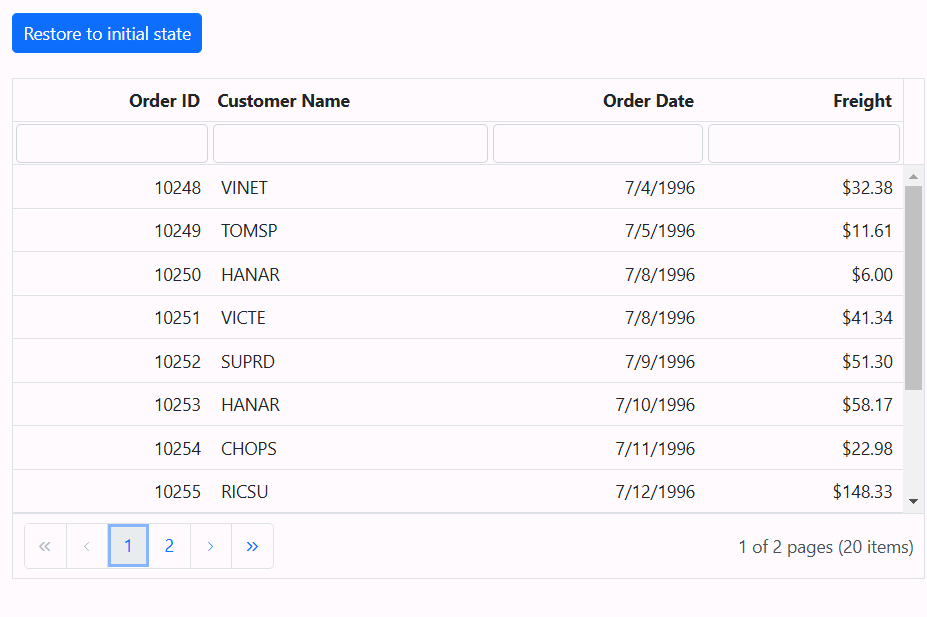 Restore to initial state
Order ID Customer Name Order Date Freight
10248 VINET 7/4/1996 $32.38
10249 TOMSP 7/5/1996 $11.61
10250 HANAR 7/8/1996 $6.00
10251 VICTE 7/8/1996 $41.34
10252 SUPRD 7/9/1996 $51.30
10253 HANAR 7/10/1996 $58.17
10254 CHOPS 7/11/1996 $22.98
10255 RICSU 7/12/1996 $148.33
« ‹ 1 2 › » 1 of 2 pages (20 items)